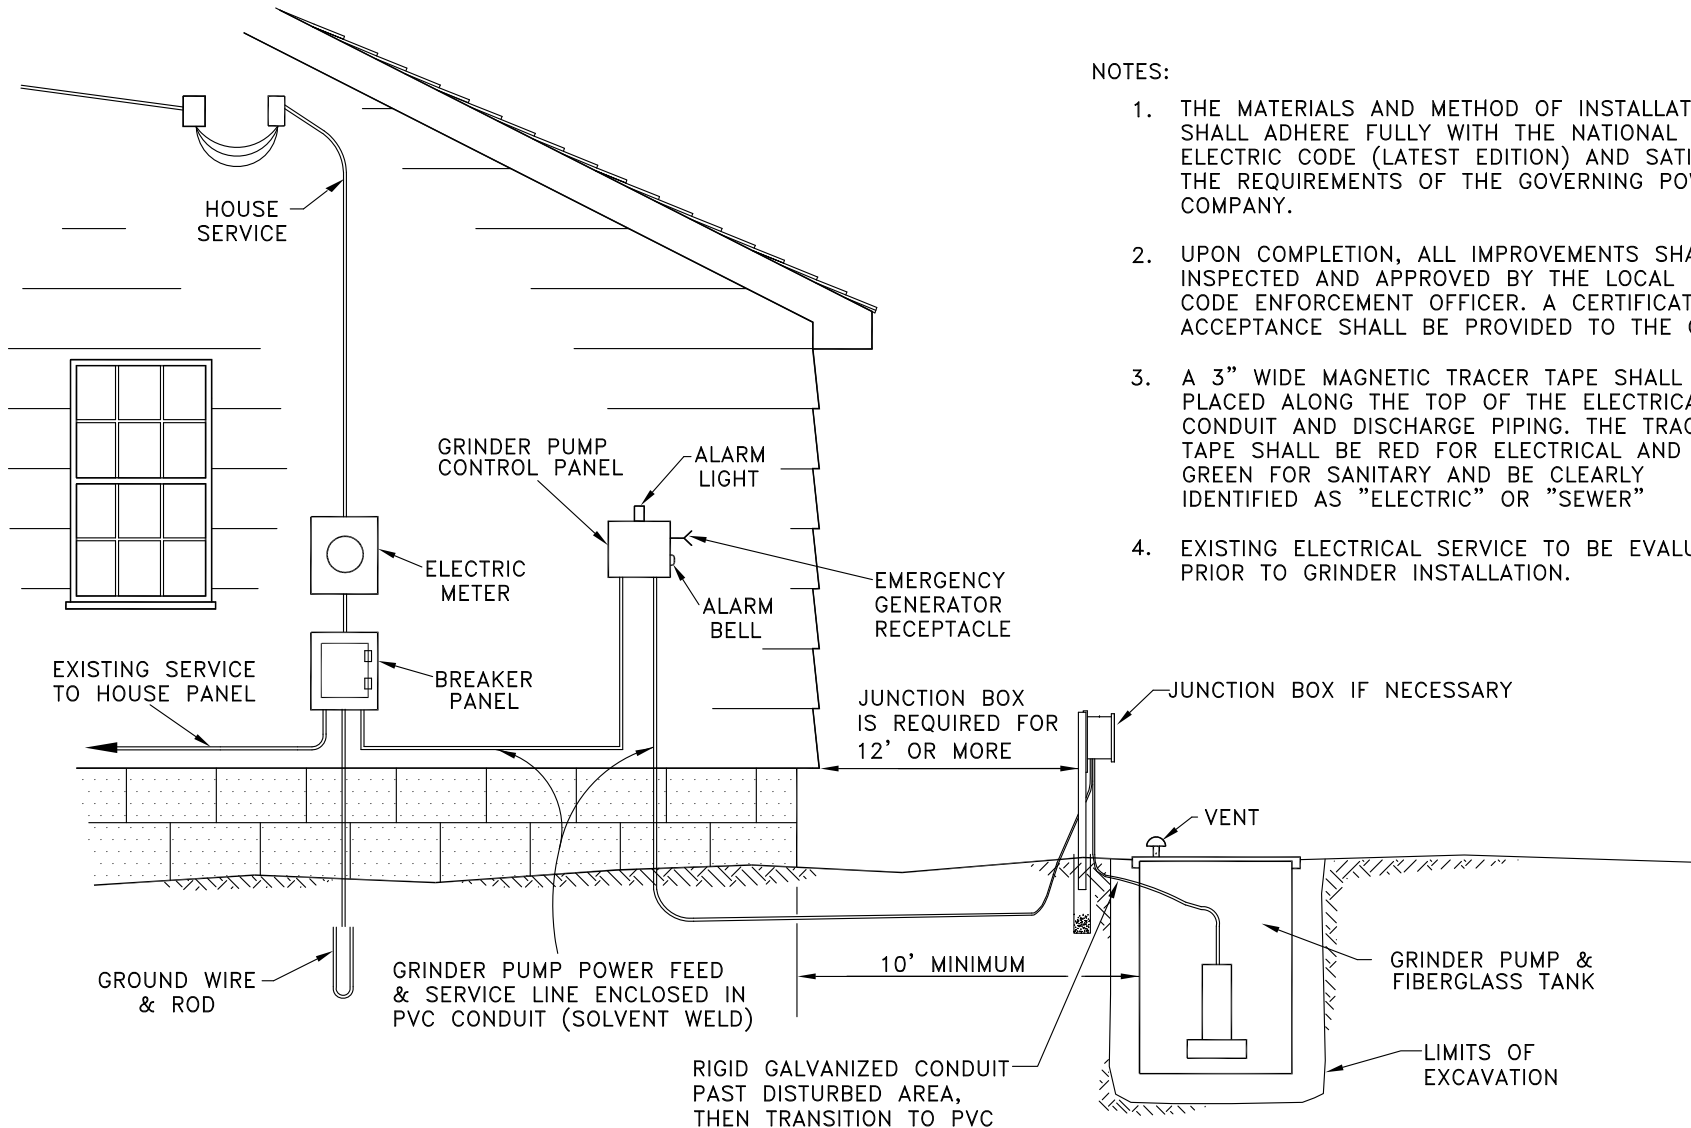 NOTES:
1. THE MATERIALS AND METHOD OF INSTALLAT
SHALL ADHERE FULLY WITH THE NATIONAL
ELECTRIC CODE (LATEST EDITION) AND SATI
THE REQUIREMENTS OF THE GOVERNING PO
COMPANY.
2. UPON COMPLETION, ALL IMPROVEMENTS SHA
INSPECTED AND APPROVED BY THE LOCAL
CODE ENFORCEMENT OFFICER. A CERTIFICAT
ACCEPTANCE SHALL BE PROVIDED TO THE
3. A 3" WIDE MAGNETIC TRACER TAPE SHALL
PLACED ALONG THE TOP OF THE ELECTRICA
CONDUIT AND DISCHARGE PIPING. THE TRAC
TAPE SHALL BE RED FOR ELECTRICAL AND
GREEN FOR SANITARY AND BE CLEARLY
IDENTIFIED AS "ELECTRIC" OR "SEWER"
4. EXISTING ELECTRICAL SERVICE TO BE EVALU
PRIOR TO GRINDER INSTALLATION.
HOUSE
SERVICE
GRINDER PUMP
CONTROL PANEL
ALARM
LIGHT
ELECTRIC
METER
ALARM
BELL
EMERGENCY
GENERATOR
RECEPTACLE
EXISTING SERVICE
TO HOUSE PANEL
BREAKER
PANEL
JUNCTION BOX
IS REQUIRED FOR
12' OR MORE
JUNCTION BOX IF NECESSARY
VENT
GROUND WIRE
& ROD
GRINDER PUMP POWER FEED
& SERVICE LINE ENCLOSED IN
PVC CONDUIT (SOLVENT WELD)
10' MINIMUM
GRINDER PUMP &
FIBERGLASS TANK
RIGID GALVANIZED CONDUIT
PAST DISTURBED AREA,
THEN TRANSITION TO PVC
LIMITS OF
EXCAVATION